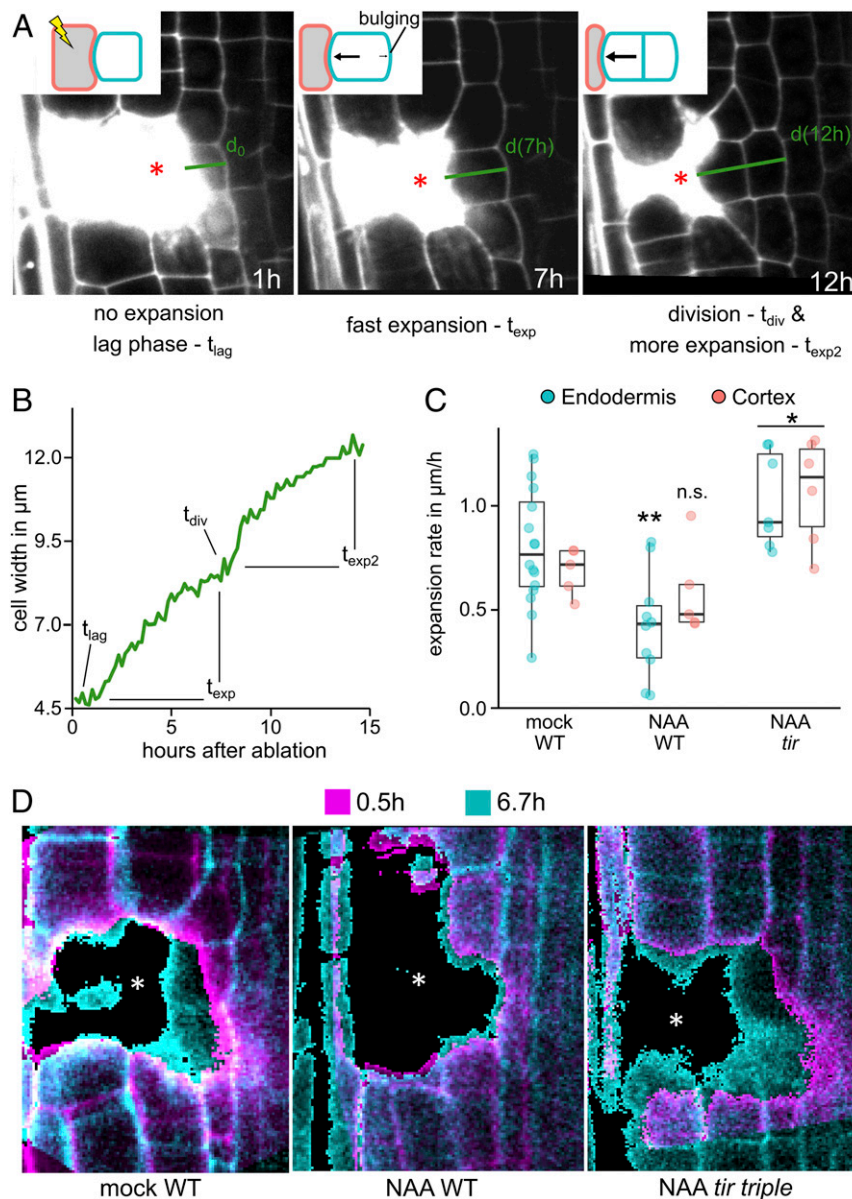 A
bulging
d0
d(7h)
d(12h)
*
*
*
1h
7h
12h
no expansion
lag phase - tlag
fast expansion - texp
division - tdiv &
more expansion - texp2
B
cell width in µm
12.0
9.5
7.0
4.5
tlag
tdiv
texp
texp2
0
5
10
15
hours after ablation
C
Endodermis
Cortex
expansion rate in µm/h
1.0
0.5
0.0
**
n.s.
*
mock
WT
NAA
WT
NAA
tir
D
0.5h
6.7h
*
*
*
mock WT
NAA WT
NAA tir triple